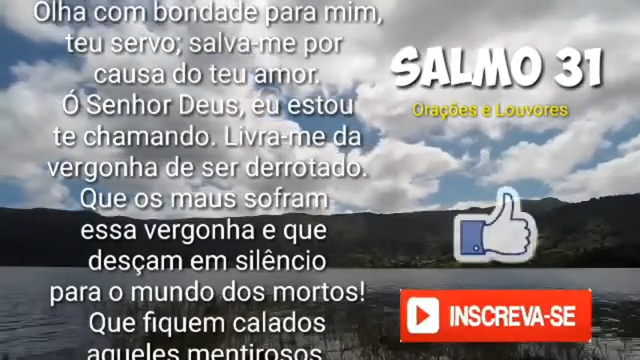 Olha com bondade para mim,
teu servo; salva-me por
causa do teu amor.
Ó Senhor Deus, eu estou
te chamando. Livra-me da
vergonha de ser derrotado.
Que os maus sofram
essa vergonha e que
desçam em silêncio
para o mundo dos mortos!
Que fiquem calados
aqueles mentirosos
SALMO 31
Orações e Louvores
INSCREVA-SE